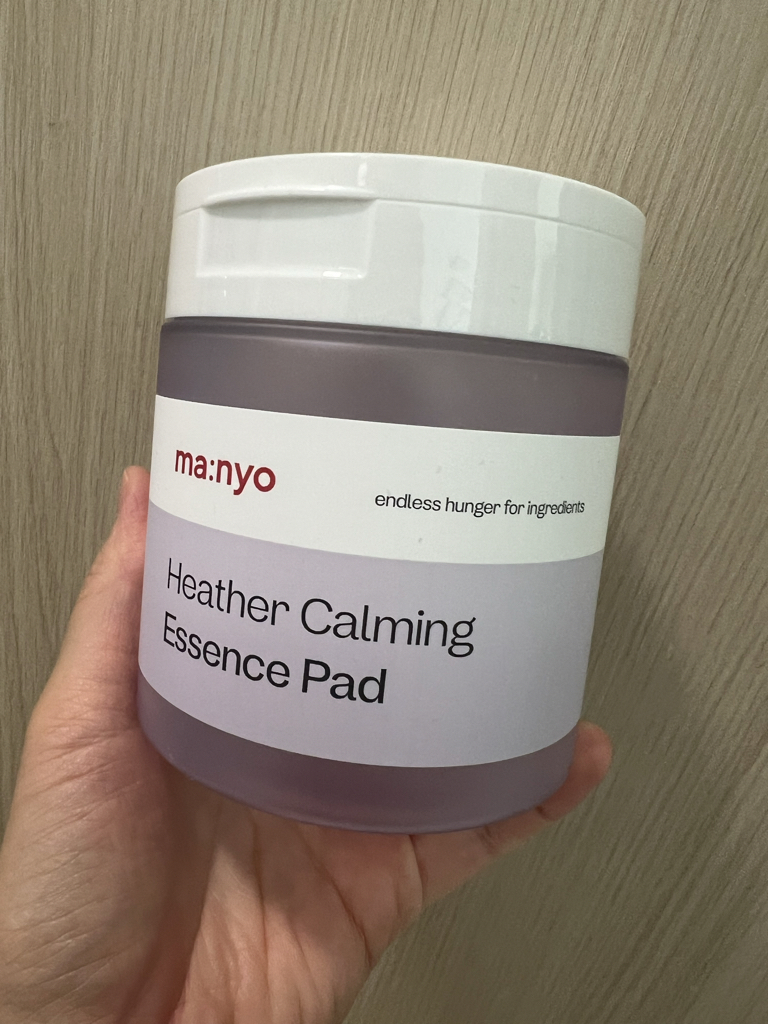 ma:nyo
endless hunger for ingredients
Heather Calming
Essence Pad